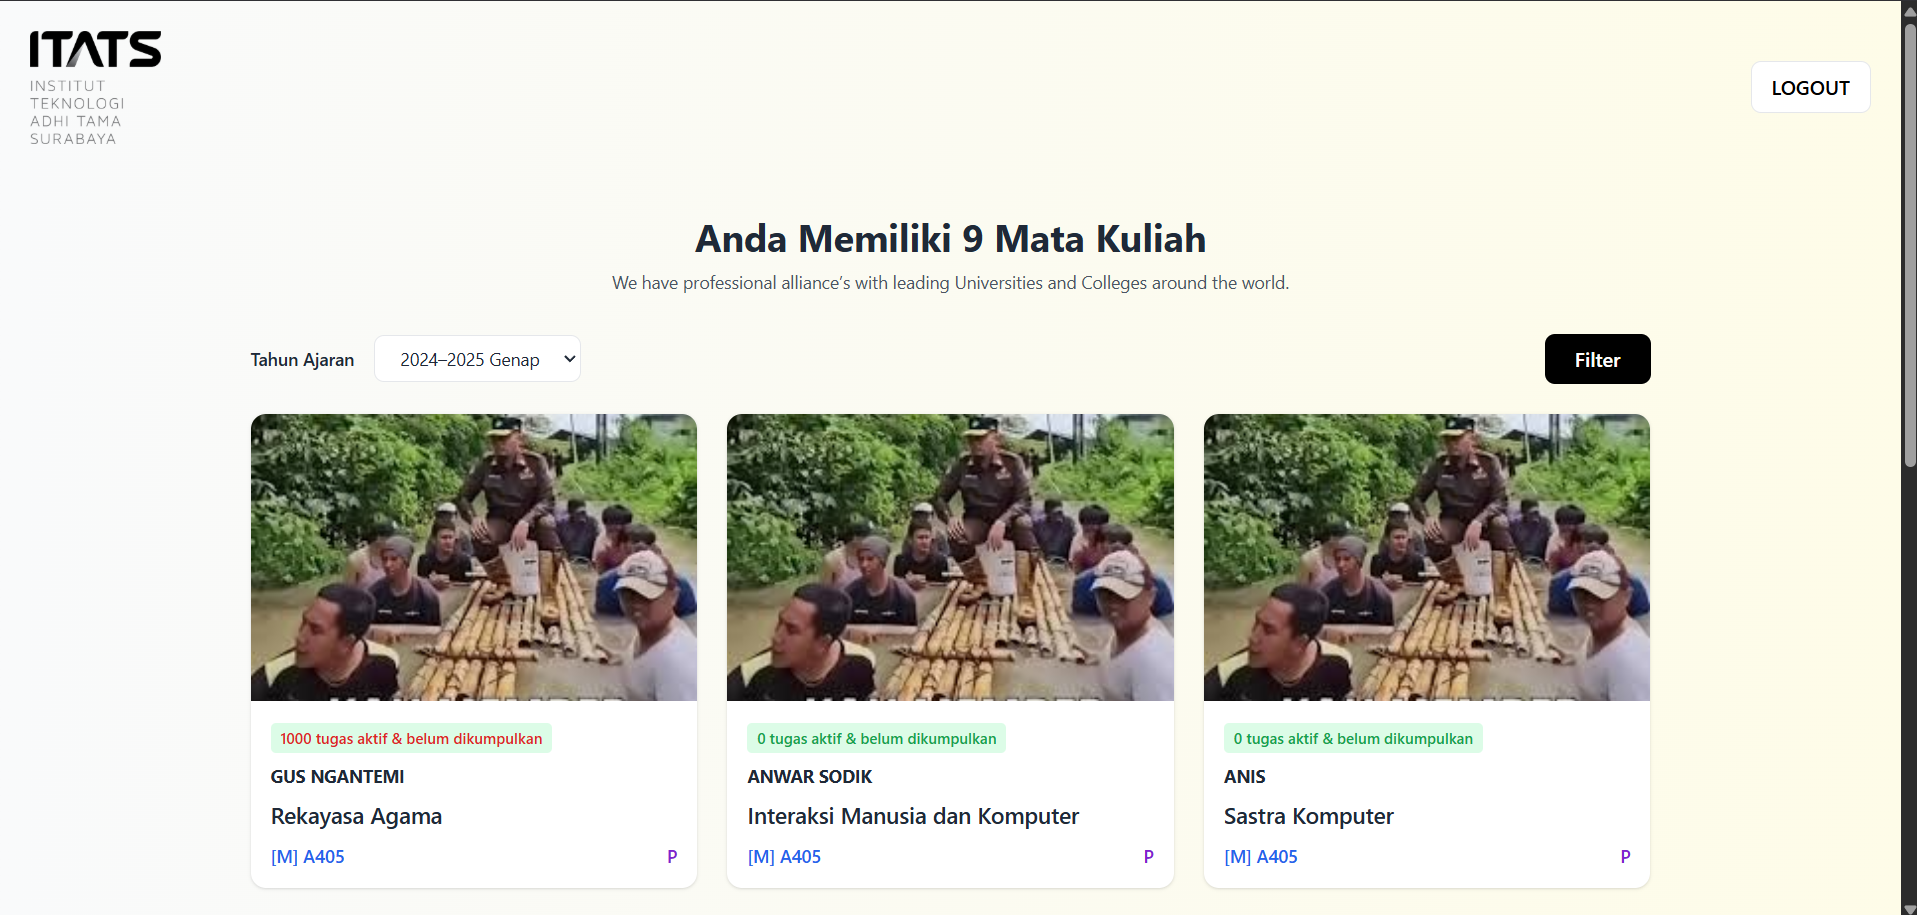 ITATS
INSTITUT
TEKNOLOGI
ADHI TAMA
SURABAYA
LOGOUT
Anda Memiliki 9 Mata Kuliah
We have professional alliance’s with leading Universities and Colleges around the world.
Tahun Ajaran
2024–2025 Genap
Filter
1000 tugas aktif & belum dikumpulkan
GUS NGANTEMI
Rekayasa Agama
[M] A405
P
0 tugas aktif & belum dikumpulkan
ANWAR SODIK
Interaksi Manusia dan Komputer
[M] A405
P
0 tugas aktif & belum dikumpulkan
ANIS
Sastra Komputer
[M] A405
P